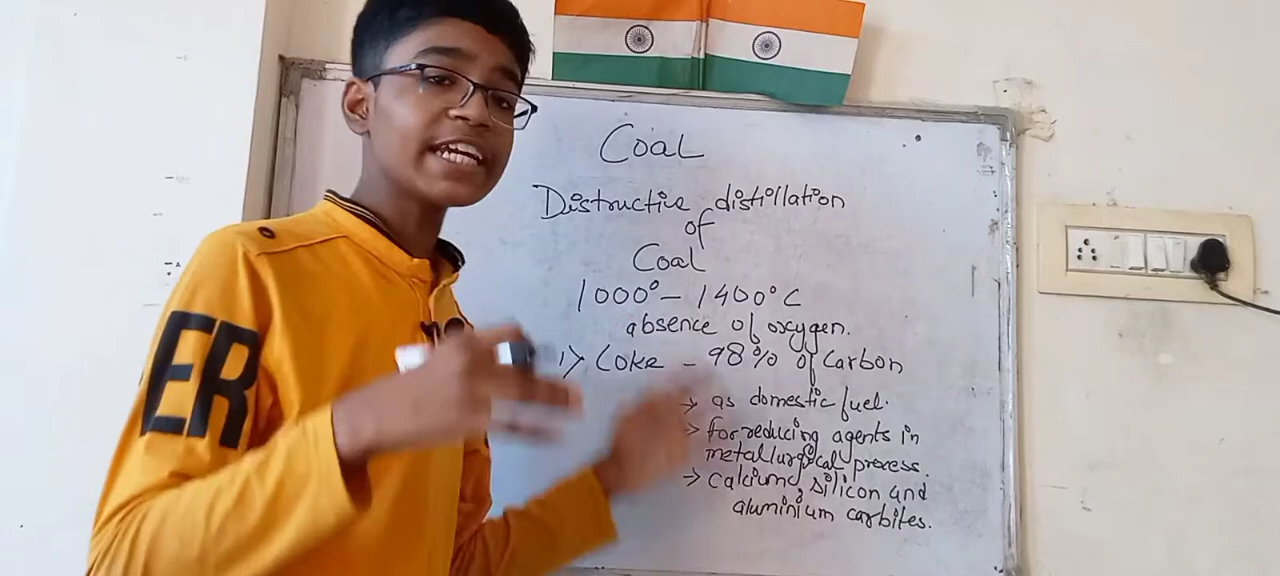 Coal
Distructive distillation
of
Coal
1000° - 1400°C
absence of oxygen.
1> Coke - 98% of Carbon
→ as domestic fuel.
→ for reducing agents in
metallurgical process.
→ Calcium, silicon and
aluminium carbites.
ER